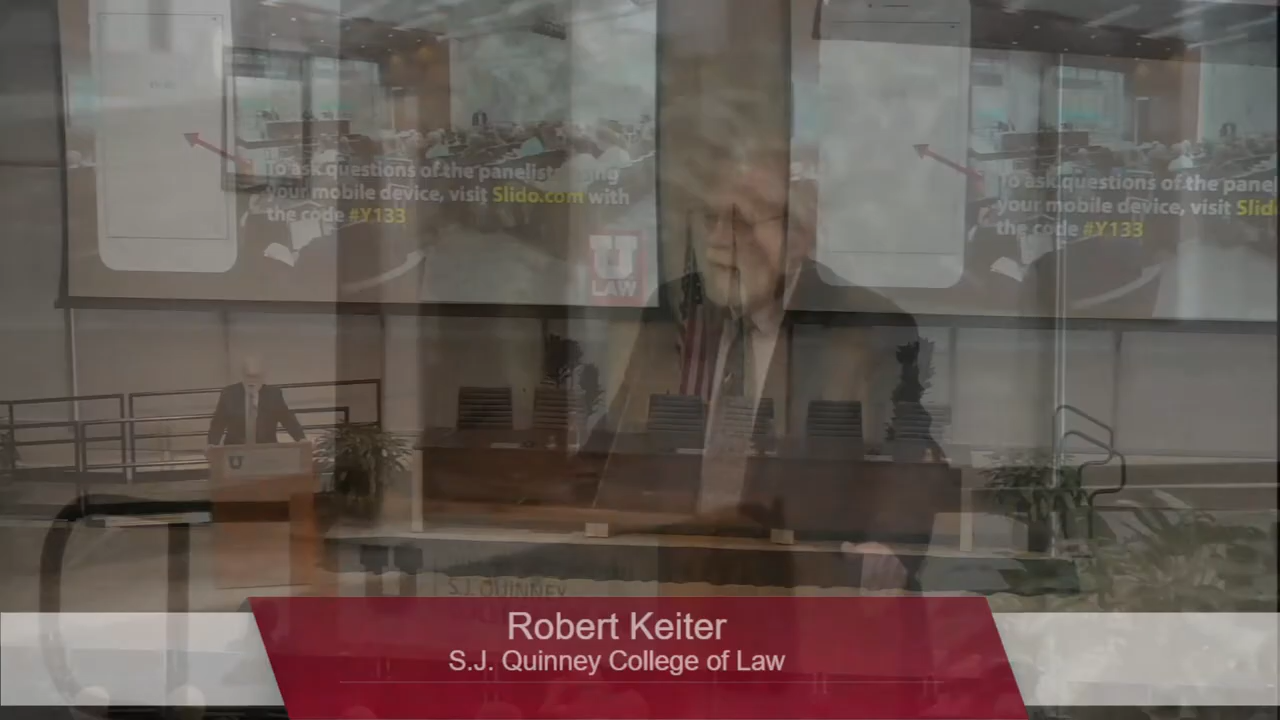 To ask questions of the panelists
your mobile device, visit Slido.com with
the code #Y133
U
LAW
To ask questions of the panel
your mobile device, visit Slid
the code #Y133
U
S.J. QUINNEY
Robert Keiter
S.J. Quinney College of Law